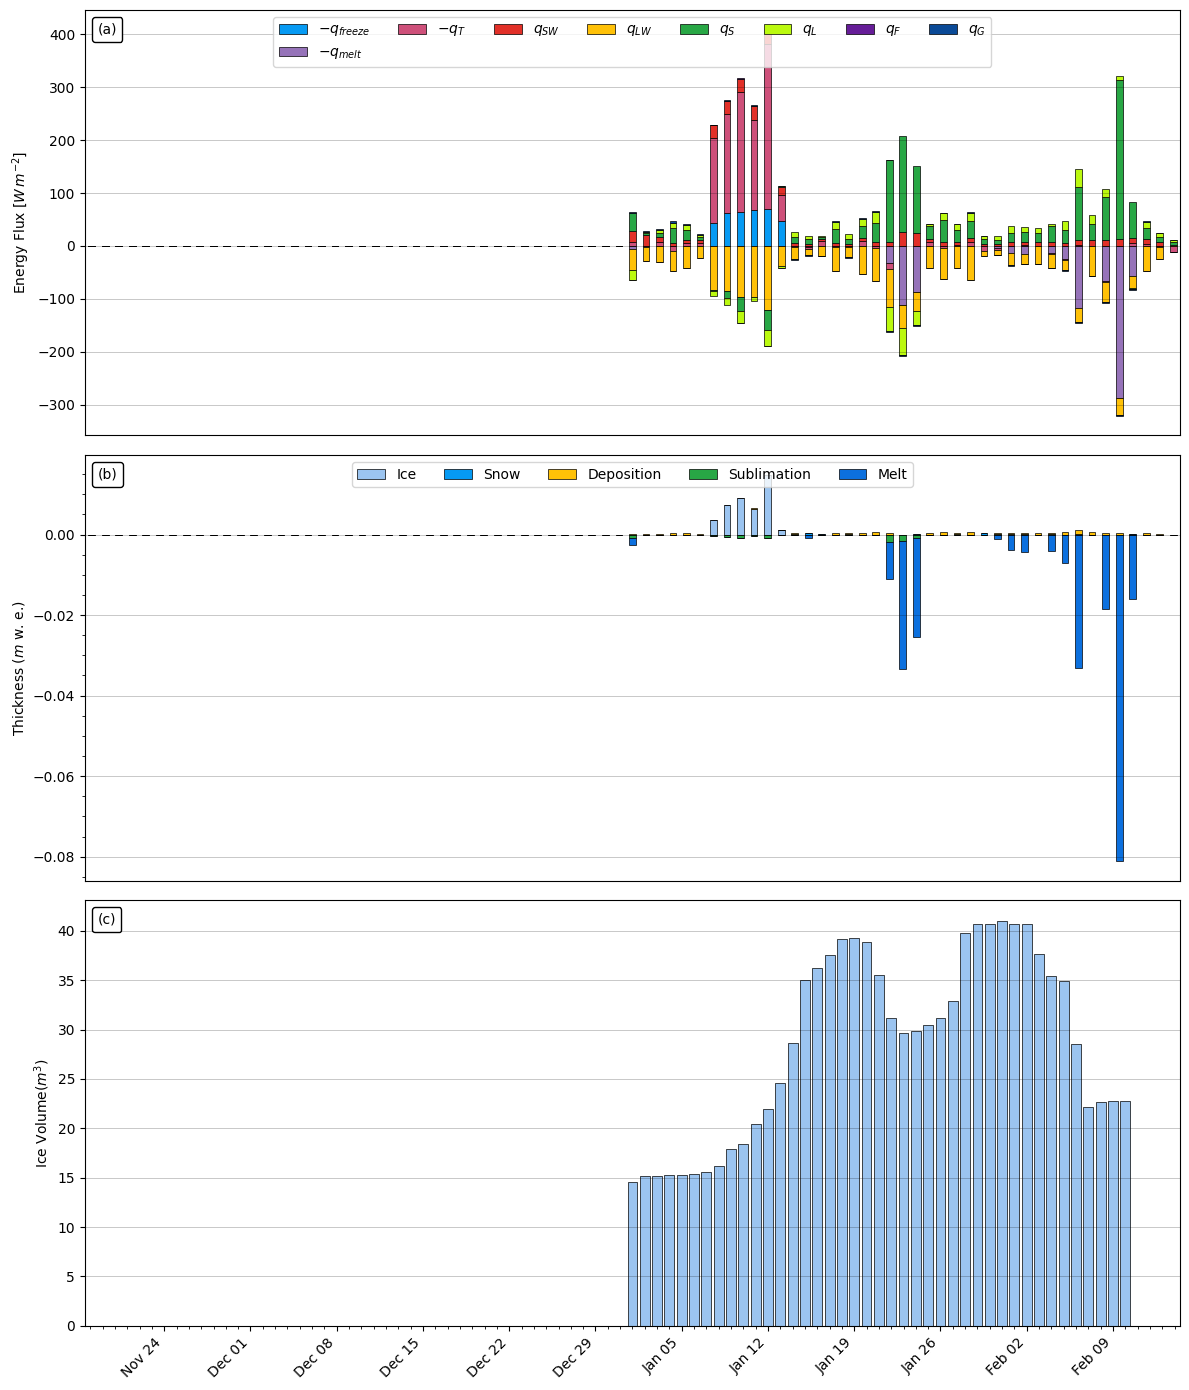 (a)
−q_freeze −q_T q_SW q_LW q_S q_L q_F q_G
−q_melt
Energy Flux [W m⁻²]
400
300
200
100
0
−100
−200
−300
(b)
Ice Snow Deposition Sublimation Melt
Thickness (m w. e.)
0.00
−0.02
−0.04
−0.06
−0.08
(c)
Ice Volume(m³)
40
35
30
25
20
15
10
5
0
Nov 24 Dec 01 Dec 08 Dec 15 Dec 22 Dec 29 Jan 05 Jan 12 Jan 19 Jan 26 Feb 02 Feb 09